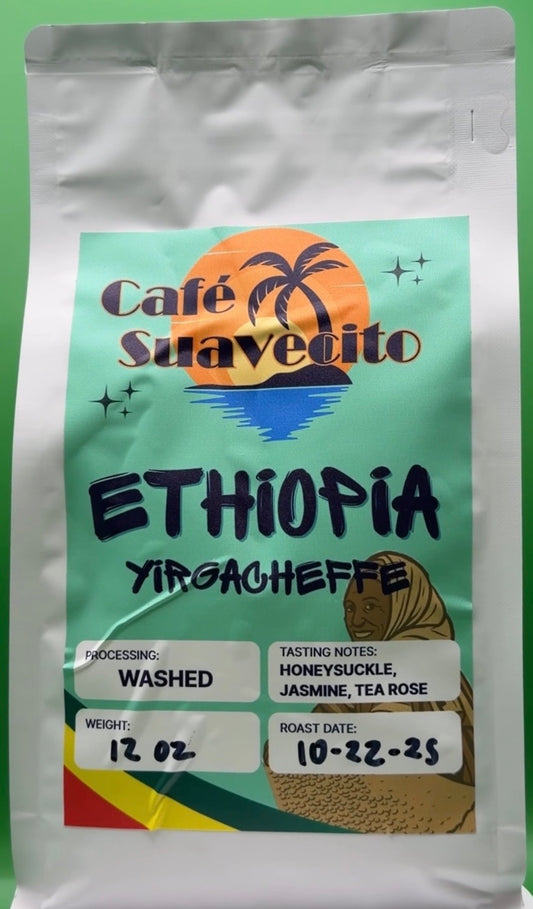 Café
Suavecito
ETHIOPIA
YIRGACHEFFE
PROCESSING:
WASHED
TASTING NOTES:
HONEYSUCKLE,
JASMINE, TEA ROSE
WEIGHT:
12 OZ
ROAST DATE:
10-22-25